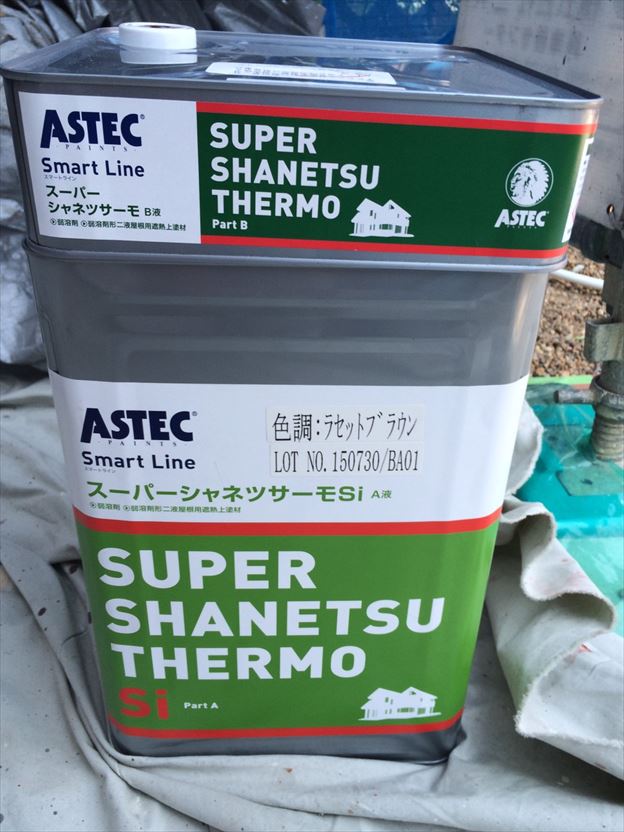 ASTEC
PAINTS
Smart Line
スマートライン
スーパー
シャネツサーモ B液
弱溶剤 弱溶剤形二液屋根用遮熱上塗材
SUPER
SHANETSU
THERMO
Part B
ASTEC
PAINTS
ASTEC
PAINTS
Smart Line
スマートライン
色調:ラセットブラウン
LOT NO.150730/BA01
スーパーシャネツサーモSi A液
弱溶剤 弱溶剤形二液屋根用遮熱上塗材
SUPER
SHANETSU
THERMO
Si Part A